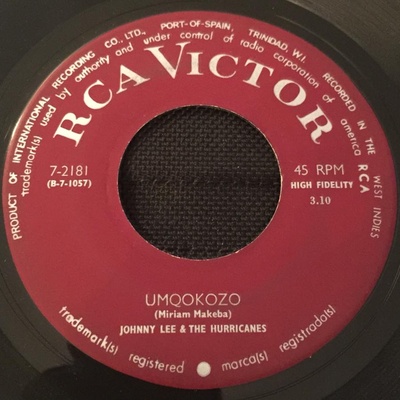 PRODUCT OF INTERNATIONAL RECORDING CO., LTD., PORT-OF-SPAIN, TRINIDAD, W.I. RECORDED IN THE WEST INDIES
trademark(s) used by authority and under control of radio corporation of america RCA
RCA VICTOR
7-2181
(B-7-1057)
45 RPM
HIGH FIDELITY
3.10
UMQOKOZO
(Miriam Makeba)
JOHNNY LEE & THE HURRICANES
trademark(s) registered marca(s) registrada(s)